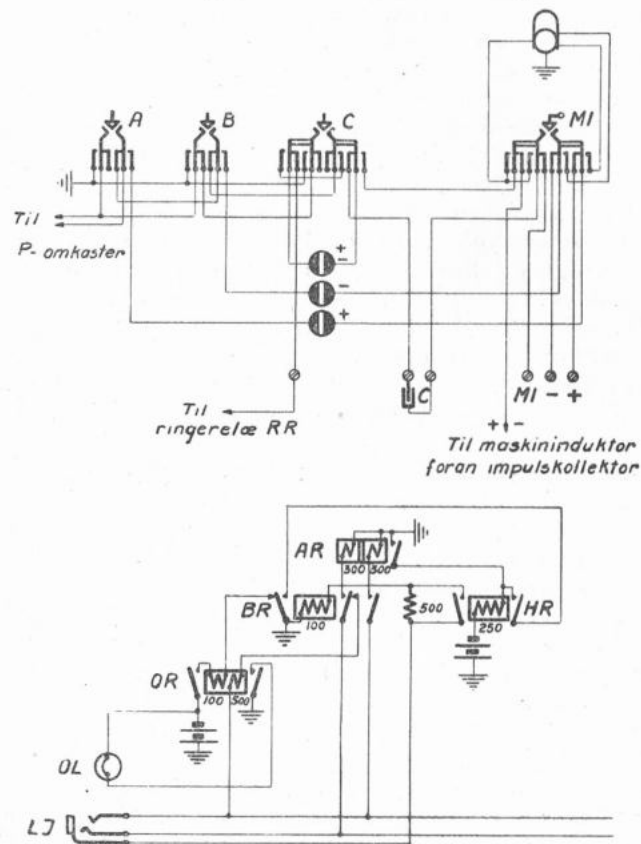 A
B
C
MI
Til
P- omkaster
+
-
-
+
C
MI - +
Til
ringerelæ RR
+ -
Til maskininduktor
foran impulskollektor
AR
300 300
BR
100
500
HR
250
OR
100 500
OL
LJ